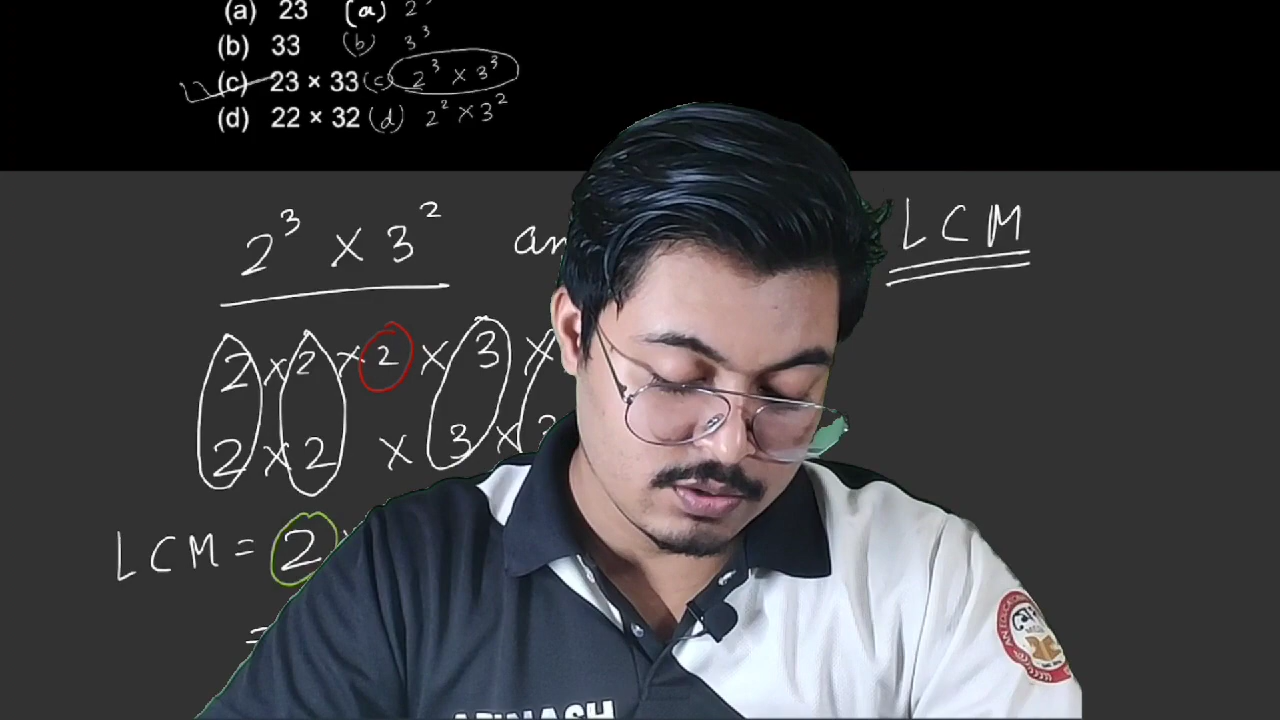 (a) 23 (a)
(b) 33 (b) 3³
(c) 23 × 33 (c) 2³ × 3³
(d) 22 × 32 (d) 2² × 3²
2³ × 3² LCM
2 × 2 × 2 × 3 ×
2 × 2 × 3 ×
LCM = 2
=
ABINASH